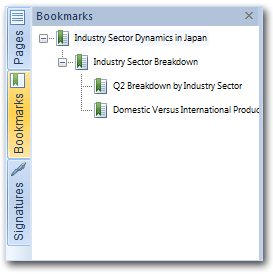 Bookmarks
Pages
Bookmarks
Signatures
Industry Sector Dynamics in Japan
Industry Sector Breakdown
Q2 Breakdown by Industry Sector
Domestic Versus International Produc